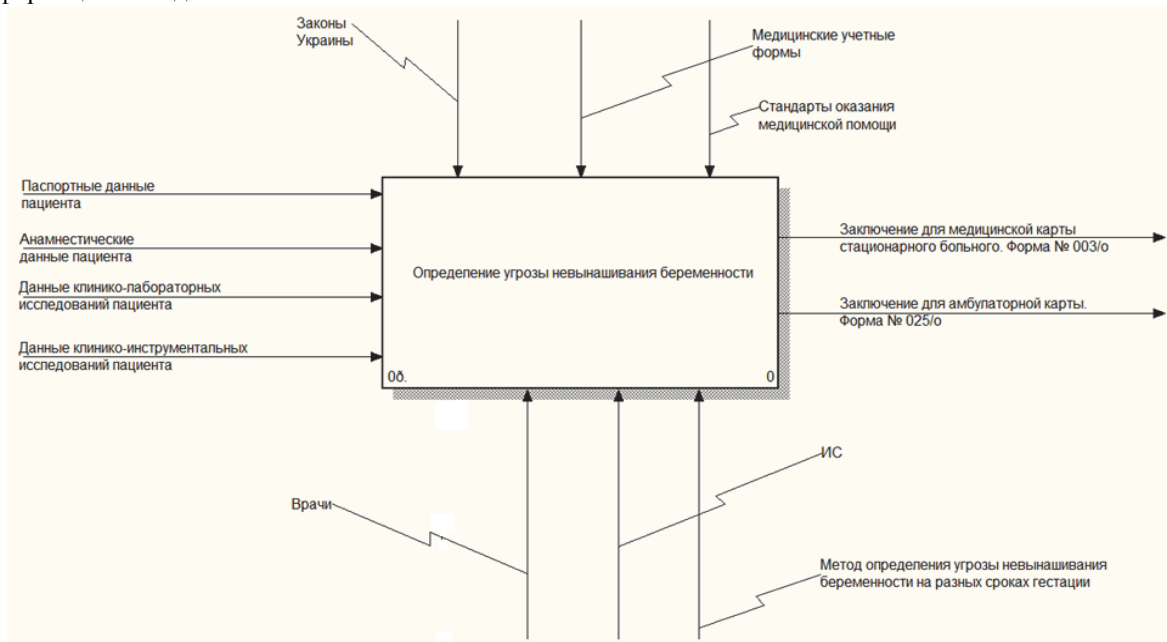 Законы
Украины
Медицинские учетные
формы
Стандарты оказания
медицинской помощи
Паспортные данные
пациента
Анамнестические
данные пациента
Данные клинико-лабораторных
исследований пациента
Данные клинико-инструментальных
исследований пациента
Определение угрозы невынашивания беременности
0ð.
0
Заключение для медицинской карты
стационарного больного. Форма № 003/о
Заключение для амбулаторной карты.
Форма № 025/о
ИС
Врачи
Метод определения угрозы невынашивания
беременности на разных сроках гестации